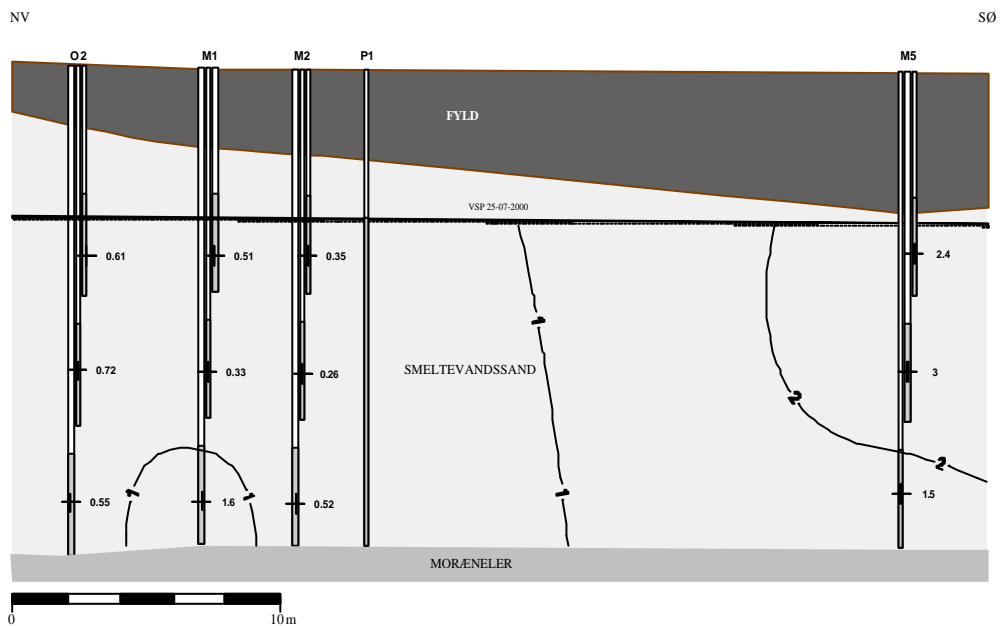 NV SØ
O2 M1 M2 P1 M5
FYLD
VSP 25-07-2000
0.61 0.51 0.35 2.4
1
0.72 0.33 SMELTEVANDSSAND 0.26 3
2
2
1 1 1
0.55 1.6 0.52 1.5
MORÆNELER
0 10 m